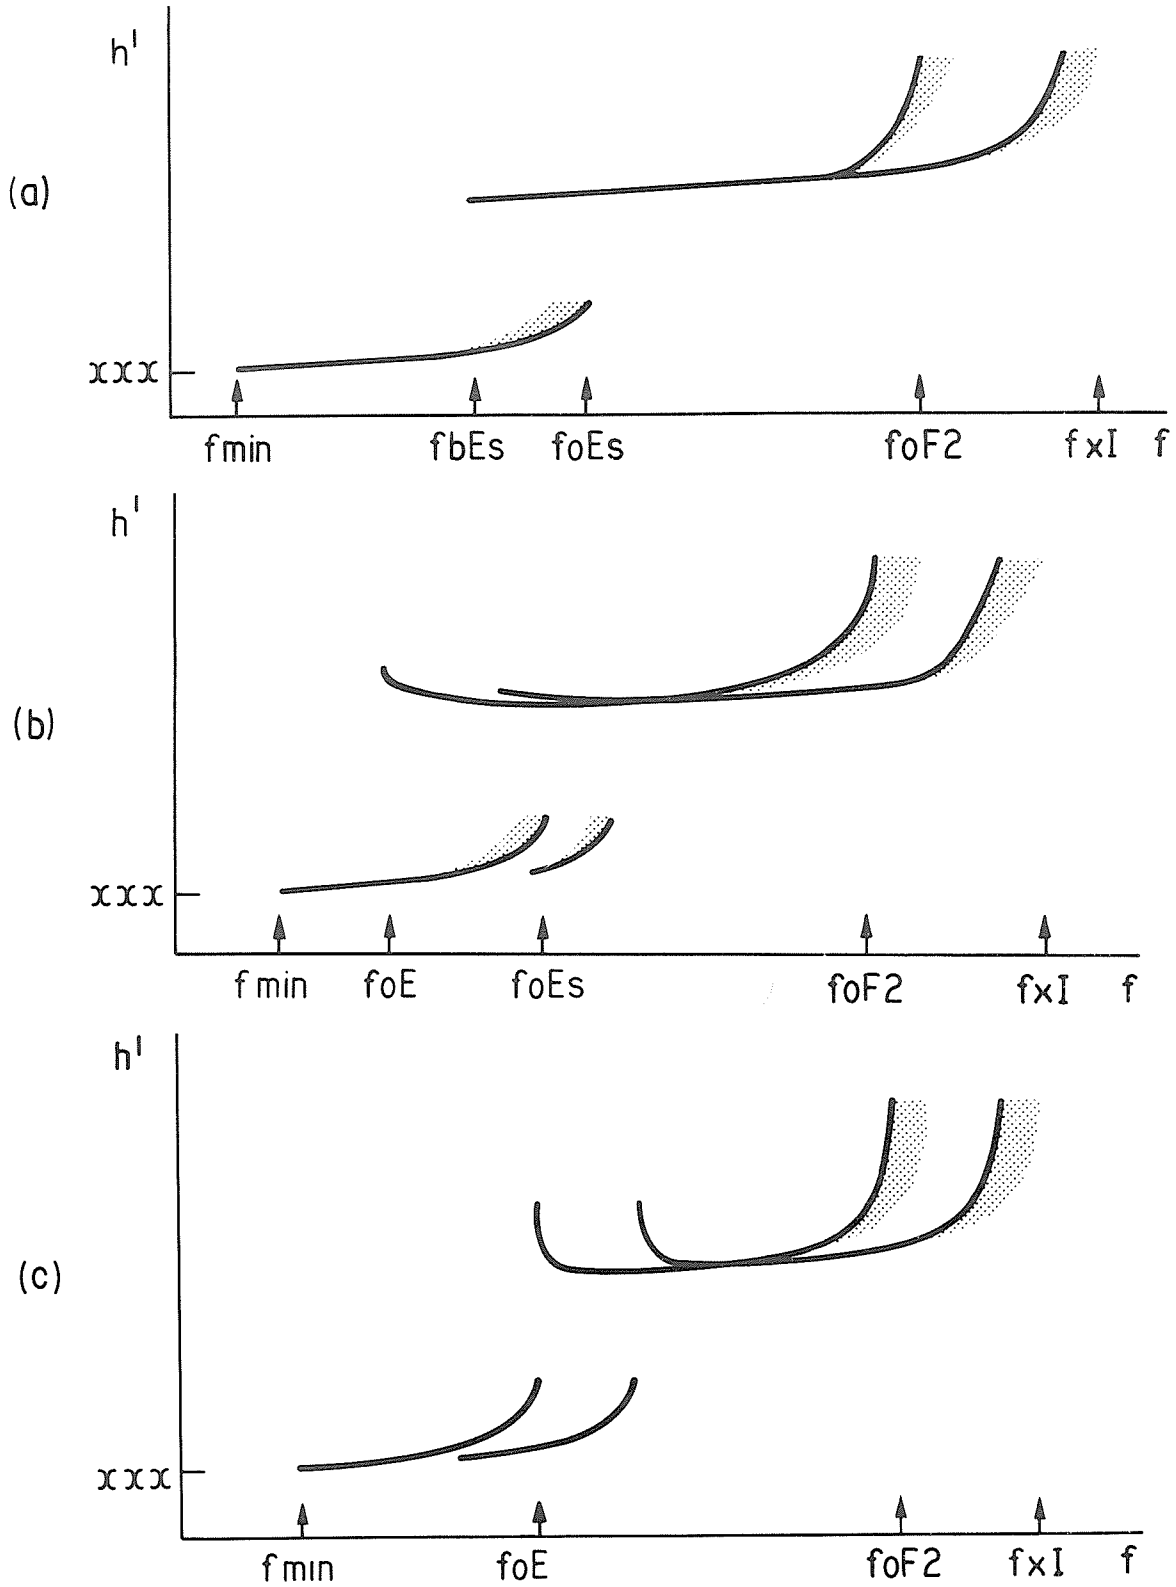 h'
(a)
xxx
fmin fbEs foEs foF2 fxI f
h'
(b)
xxx
fmin foE foEs foF2 fxI f
h'
(c)
xxx
fmin foE foF2 fxI f